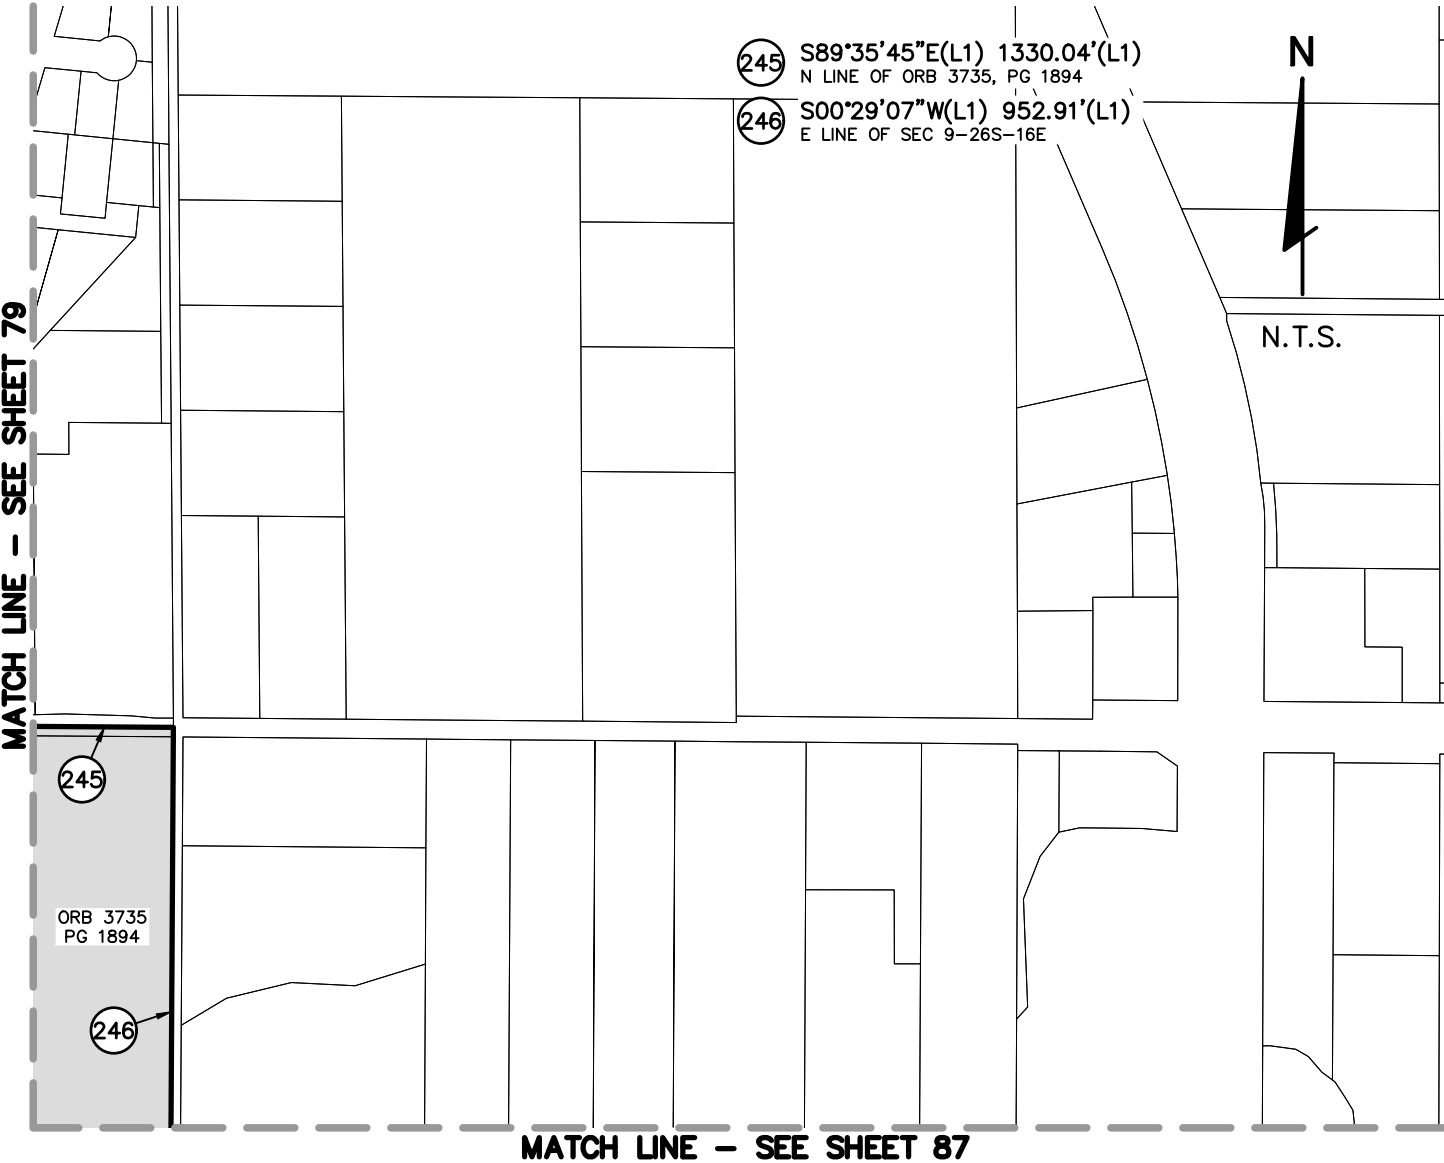 245 S89°35'45"E(L1) 1330.04'(L1)
N LINE OF ORB 3735, PG 1894
246 S00°29'07"W(L1) 952.91'(L1)
E LINE OF SEC 9-26S-16E
N
N.T.S.
MATCH LINE - SEE SHEET 79
245
ORB 3735
PG 1894
246
MATCH LINE - SEE SHEET 87